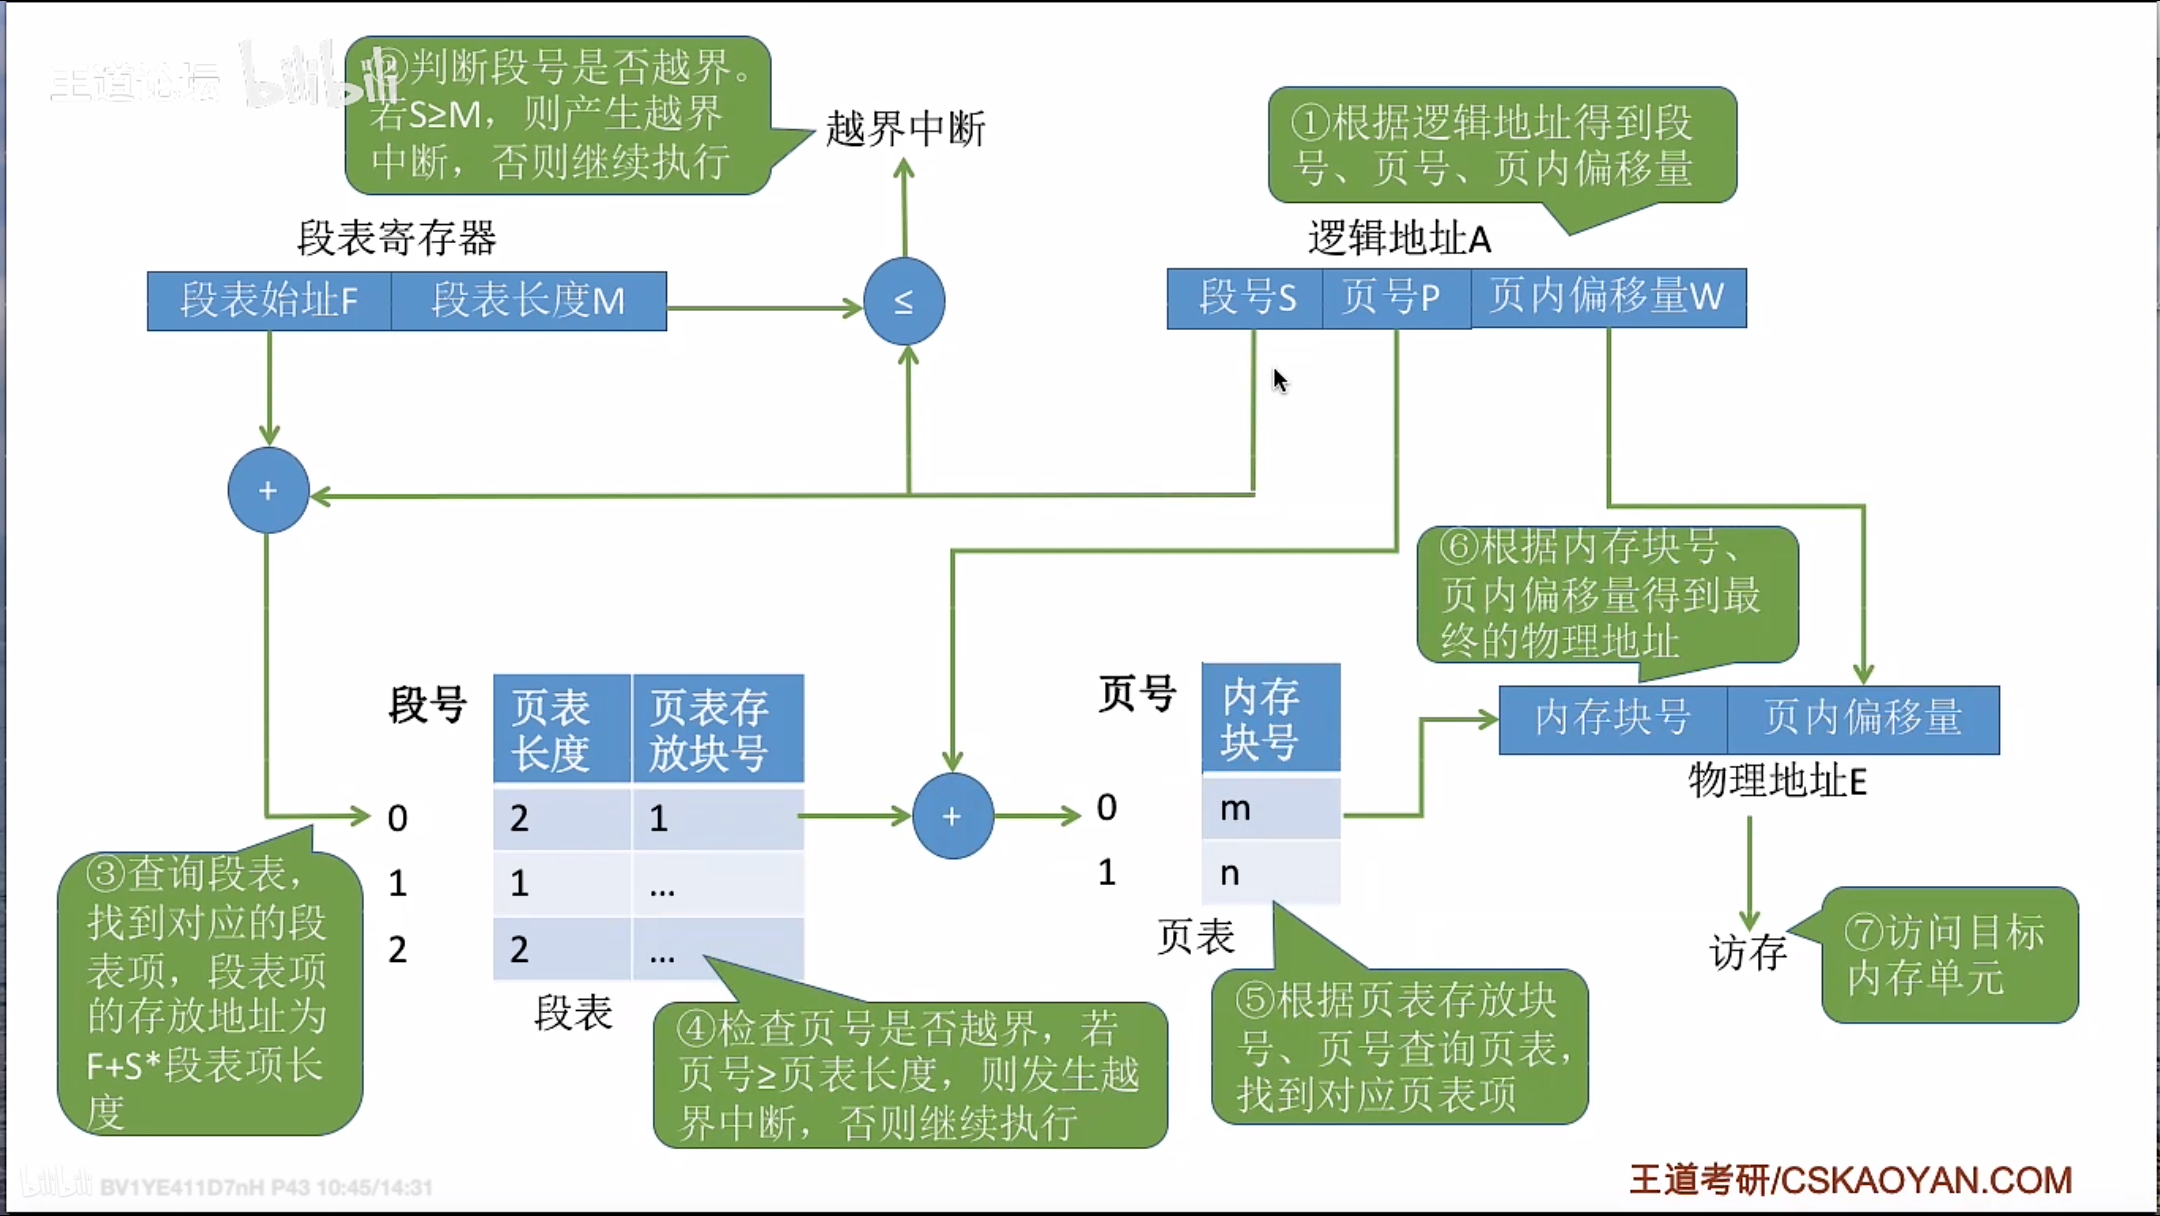 王道论坛 bilibili
②判断段号是否越界。
若S≥M，则产生越界
中断，否则继续执行
越界中断
①根据逻辑地址得到段
号、页号、页内偏移量
段表寄存器
逻辑地址A
段表始址F 段表长度M
≤
段号S 页号P 页内偏移量W
+
⑥根据内存块号、
页内偏移量得到最
终的物理地址
段号
页表
长度
页表存
放块号
0 2 1
1 1 ...
2 2 ...
段表
+
页号
内存
块号
0 m
1 n
页表
内存块号 页内偏移量
物理地址E
访存
③查询段表，
找到对应的段
表项，段表项
的存放地址为
F+S*段表项长
度
④检查页号是否越界，若
页号≥页表长度，则发生越
界中断，否则继续执行
⑤根据页表存放块
号、页号查询页表，
找到对应页表项
⑦访问目标
内存单元
bilibili BV1YE411D7nH P43 10:45/14:31
王道考研/CSKAOYAN.COM